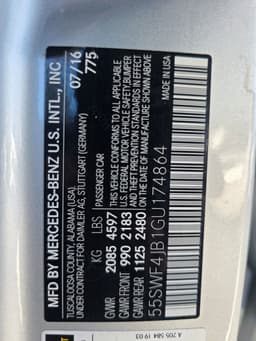 MFD BY MERCEDES-BENZ U.S. INTL., INC
TUSCALOOSA COUNTY, ALABAMA (USA)
UNDER CONTRACT FOR DAIMLER AG, STUTTGART (GERMANY)
07/16
775
PASSENGER CAR
KG LBS
GVWR 2085 4597
GWR FRONT 990 2183
GWR REAR 1125 2480
THIS VEHICLE CONFORMS TO ALL APPLICABLE
U.S. FEDERAL MOTOR VEHICLE SAFETY, BUMPER
AND THEFT PREVENTION STANDARDS IN EFFECT
ON THE DATE OF MANUFACTURE SHOWN ABOVE
55SWF4JB1GU174864
MADE IN USA
A 205 584 19 03